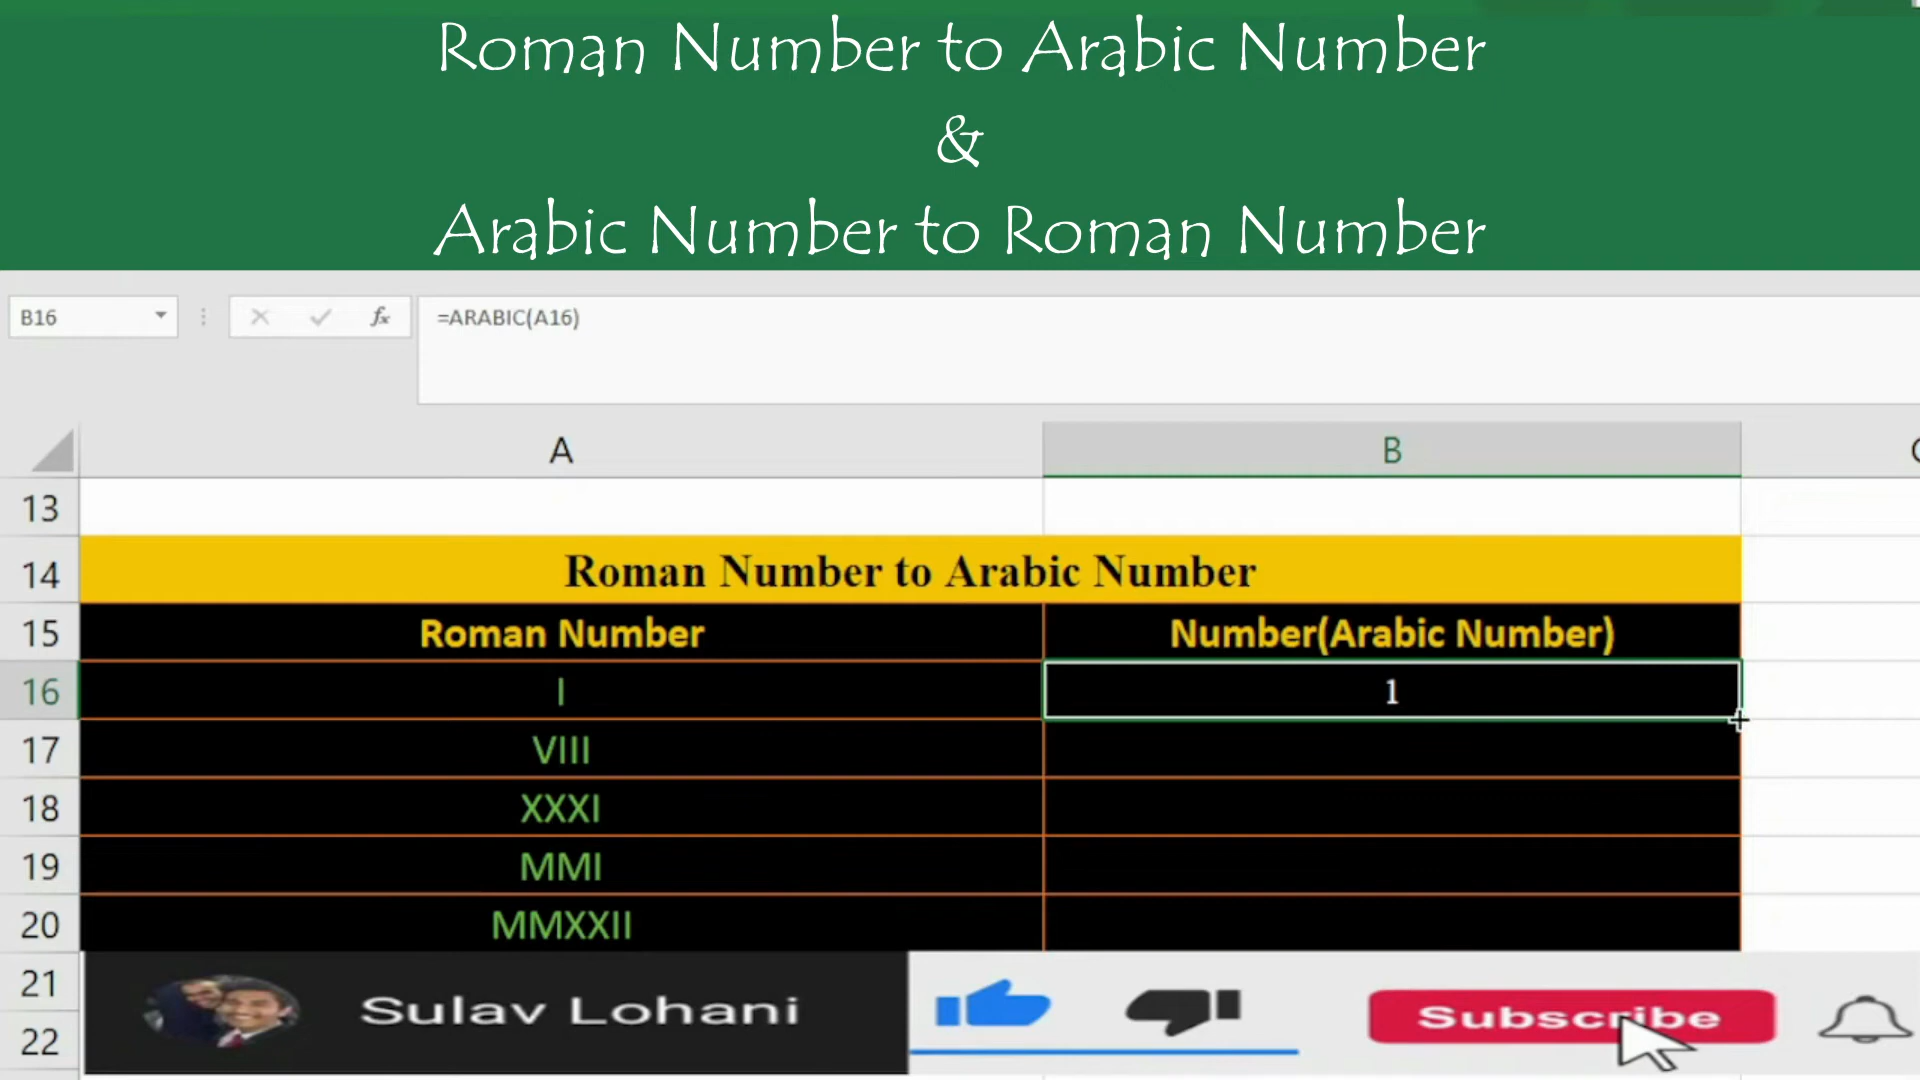 Roman Number to Arabic Number
&
Arabic Number to Roman Number
B16 fx =ARABIC(A16)
A B
13
14 Roman Number to Arabic Number
15 Roman Number Number(Arabic Number)
16 I 1
17 VIII
18 XXXI
19 MMI
20 MMXXII
21
22
Sulav Lohani Subscribe